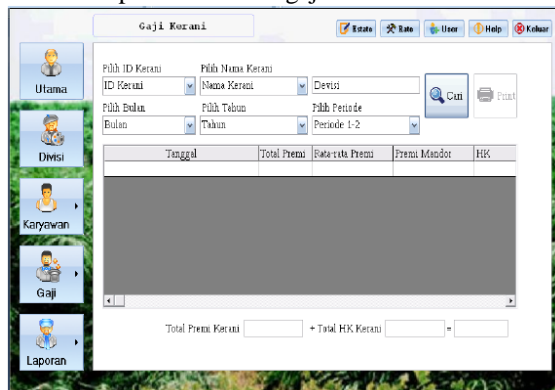 Gaji Kerani
Estate
Rate
User
Help
Keluar
Utama
Divisi
Karyawan
Gaji
Laporan
Pilih ID Kerani
Pilih Nama Kerani
ID Kerani
Nama Kerani
Devisi
Cari
Print
Pilih Bulan
Pilih Tahun
Pilih Periode
Bulan
Tahun
Periode 1-2
Tanggal
Total Premi
Rata-rata Premi
Premi Mandor
HK
Total Premi Kerani
+ Total HK Kerani
=